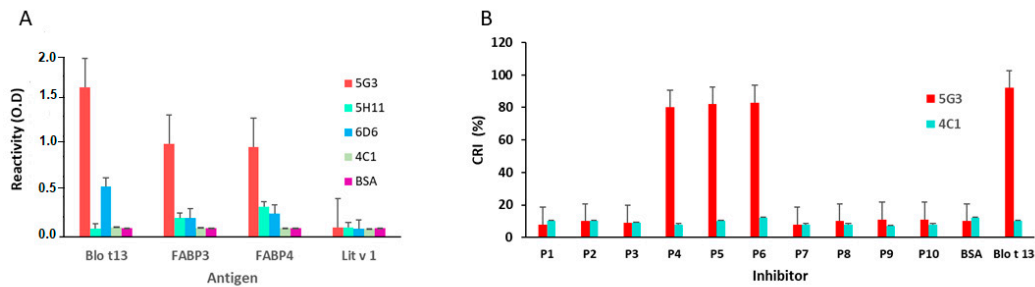 A
Reactivity (O.D)
2.0
1.5
1.0
0.5
0.0
5G3
5H11
6D6
4C1
BSA
Blo t13 FABP3 FABP4 Lit v 1
Antigen
B
CRI (%)
120
100
80
60
40
20
0
5G3
4C1
P1 P2 P3 P4 P5 P6 P7 P8 P9 P10 BSA Blo t 13
Inhibitor